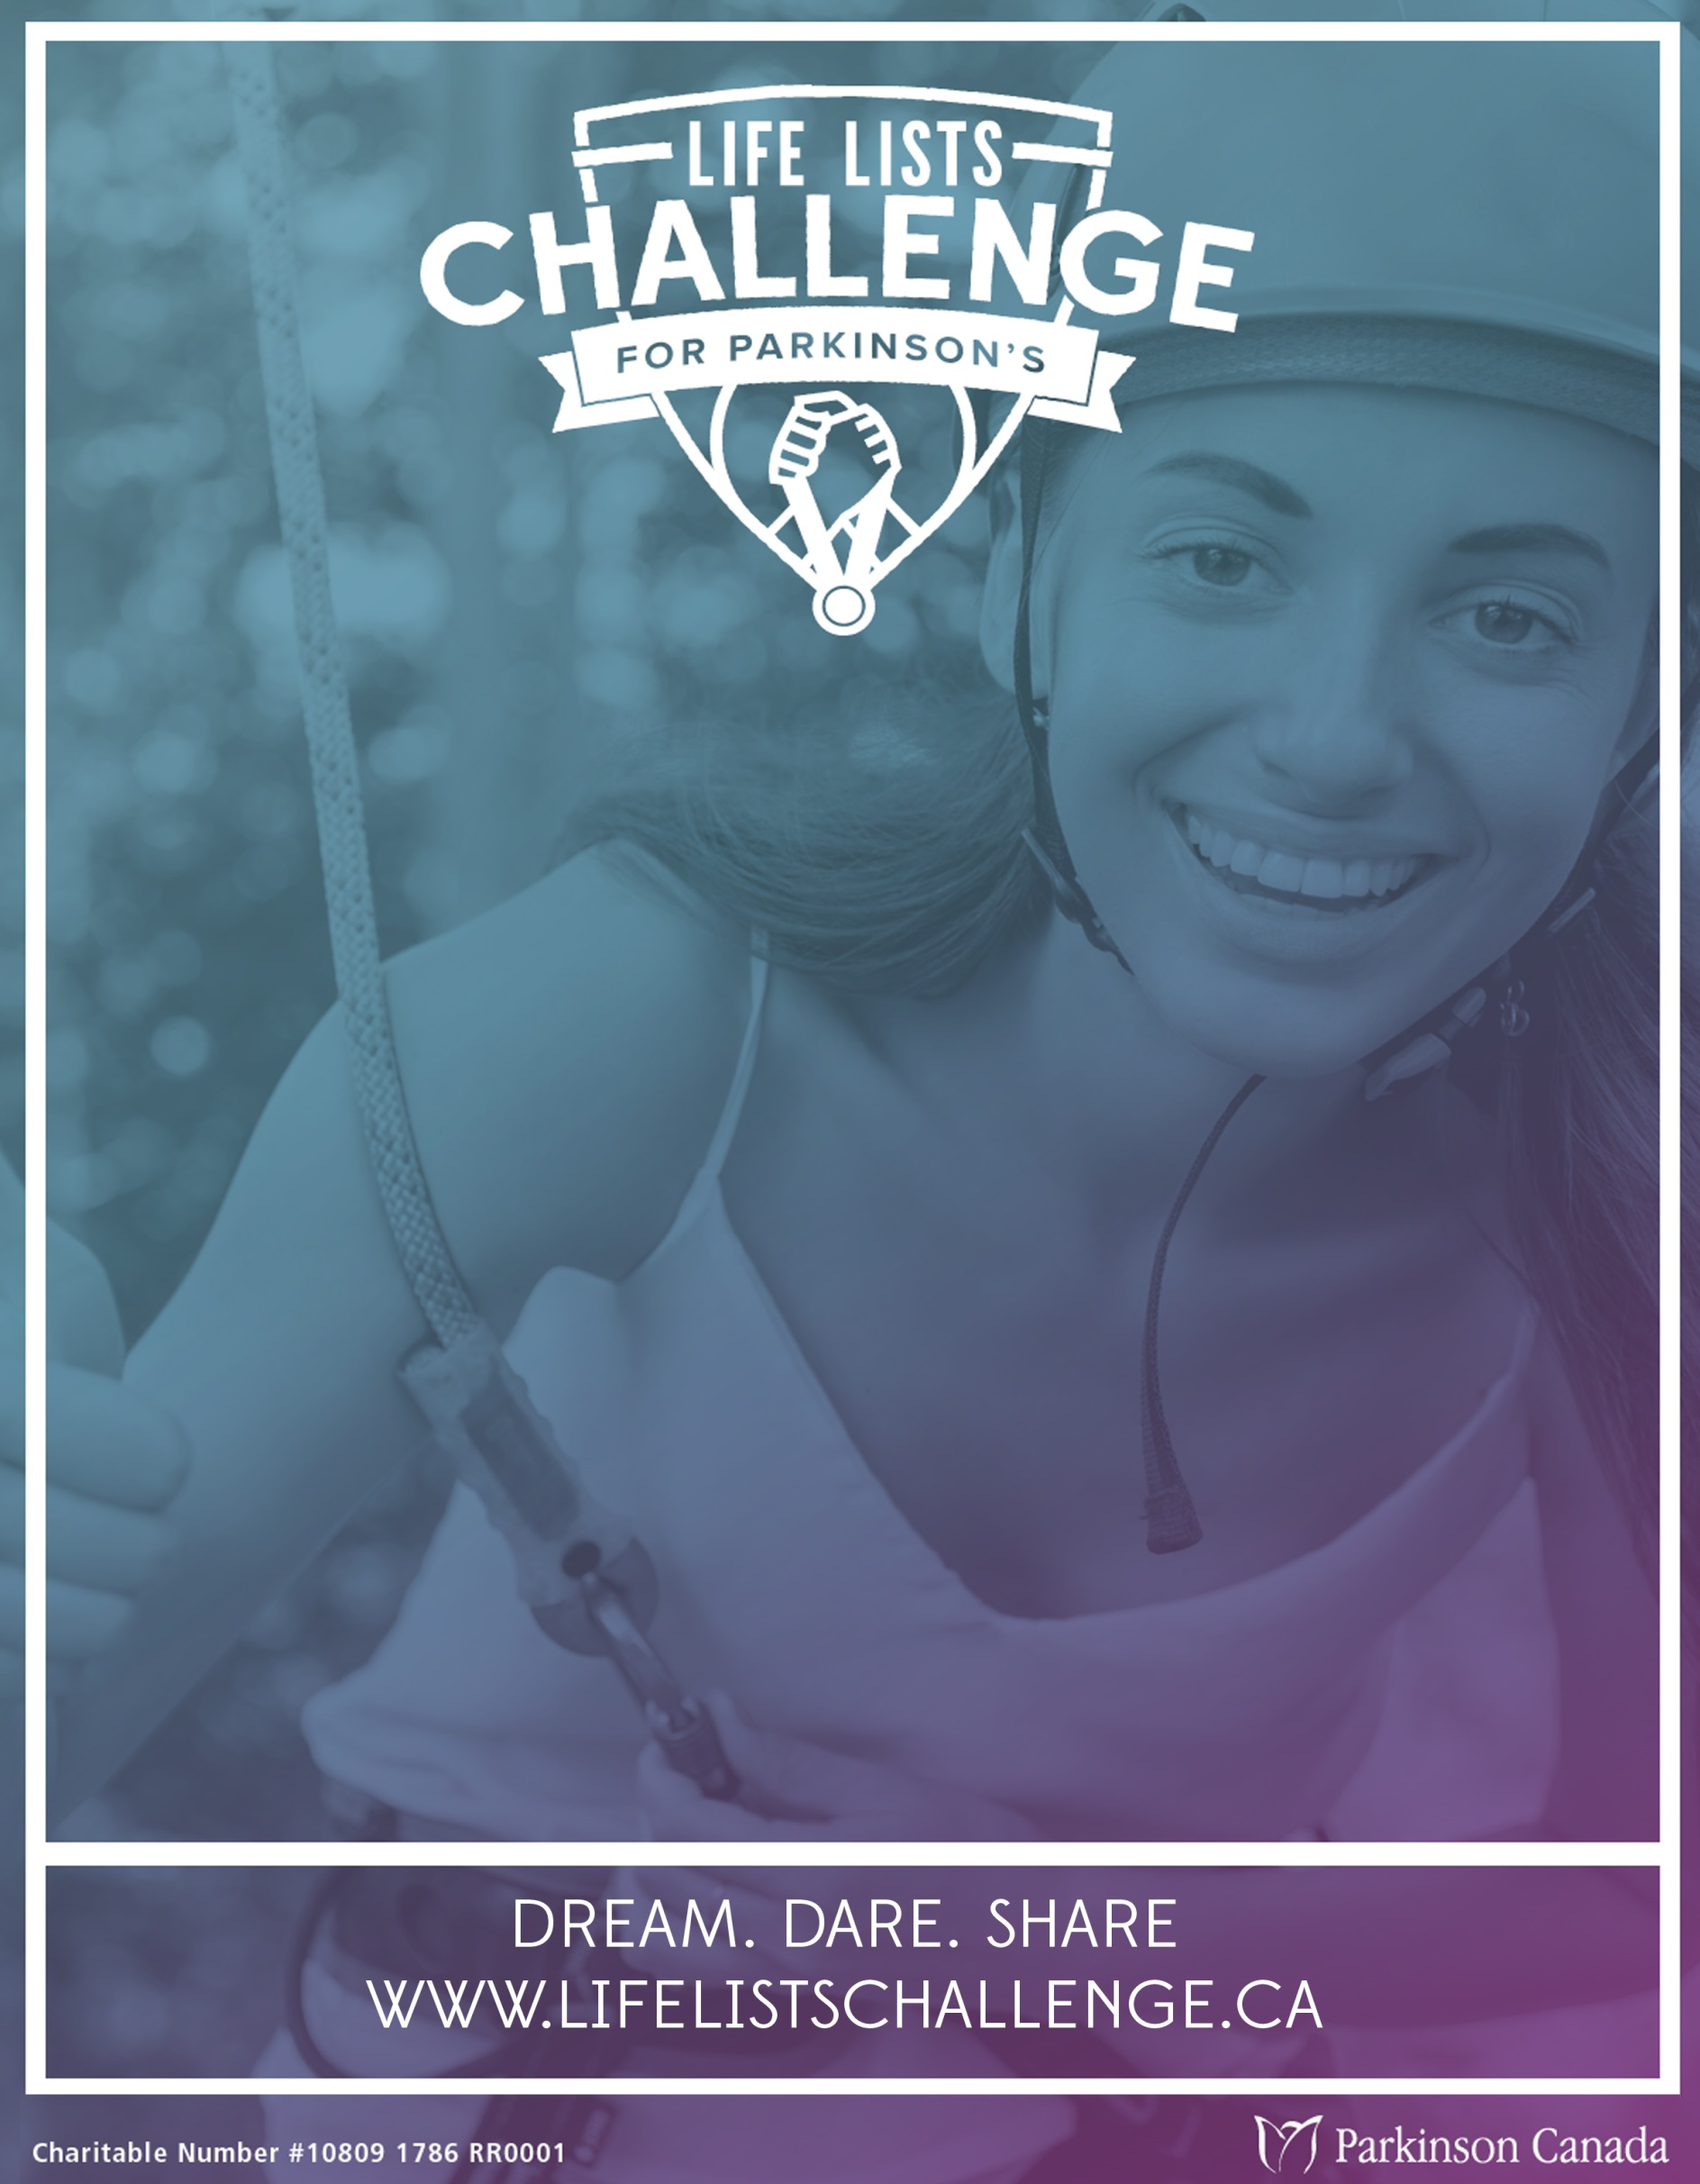 LIFE LISTS
CHALLENGE
FOR PARKINSON'S
DREAM. DARE. SHARE
WWW.LIFELISTSCHALLENGE.CA
Charitable Number #10809 1786 RR0001
Parkinson Canada